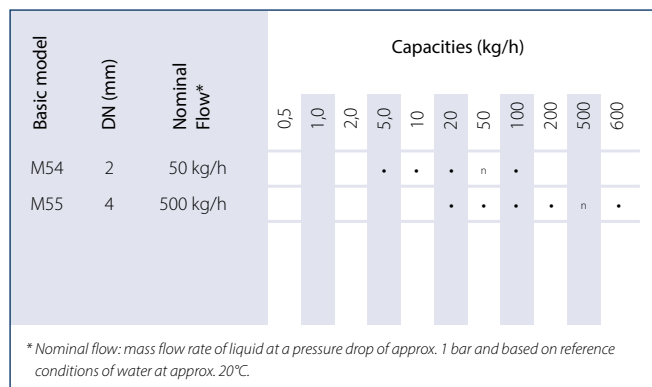 Basic model DN (mm) Nominal Flow* Capacities (kg/h)
0,5 1,0 2,0 5,0 10 20 50 100 200 500 600
M54 2 50 kg/h • • • n •
M55 4 500 kg/h • • • • n •
* Nominal flow: mass flow rate of liquid at a pressure drop of approx. 1 bar and based on reference
conditions of water at approx. 20°C.